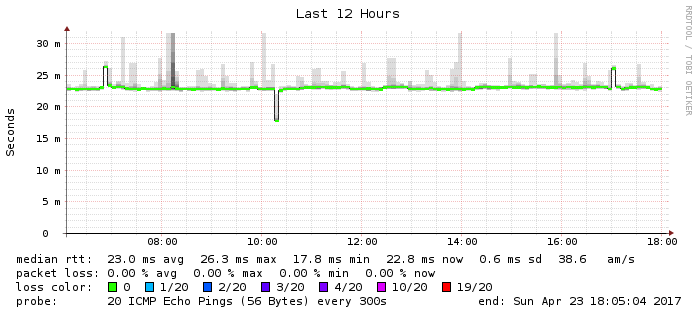 Last 12 Hours
RRDTOOL / TOBI OETIKER
Seconds
30 m
25 m
20 m
15 m
10 m
5 m
0
08:00 10:00 12:00 14:00 16:00 18:00
median rtt: 23.0 ms avg 26.3 ms max 17.8 ms min 22.8 ms now 0.6 ms sd 38.6 am/s
packet loss: 0.00 % avg 0.00 % max 0.00 % min 0.00 % now
loss color: 0 1/20 2/20 3/20 4/20 10/20 19/20
probe: 20 ICMP Echo Pings (56 Bytes) every 300s end: Sun Apr 23 18:05:04 2017